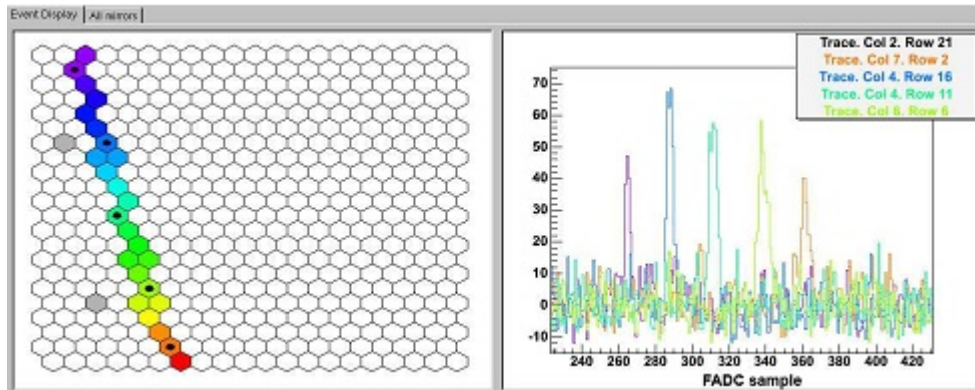 Event Display
All mirrors
Trace. Col 2. Row 21
Trace. Col 7. Row 2
Trace. Col 4. Row 16
Trace. Col 4. Row 11
Trace. Col 6. Row 6
70
60
50
40
30
20
10
0
-10
240 260 280 300 320 340 360 380 400 420
FADC sample